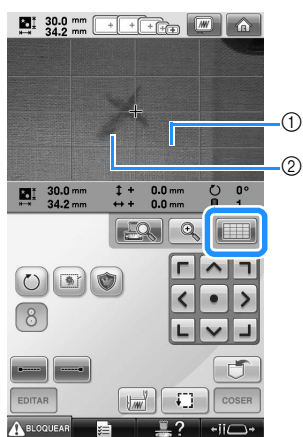 30.0 mm
34.2 mm
①
②
30.0 mm ↕ + 0.0 mm 0°
34.2 mm ↔ + 0.0 mm 1
8
EDITAR
COSER
BLOQUEAR
?